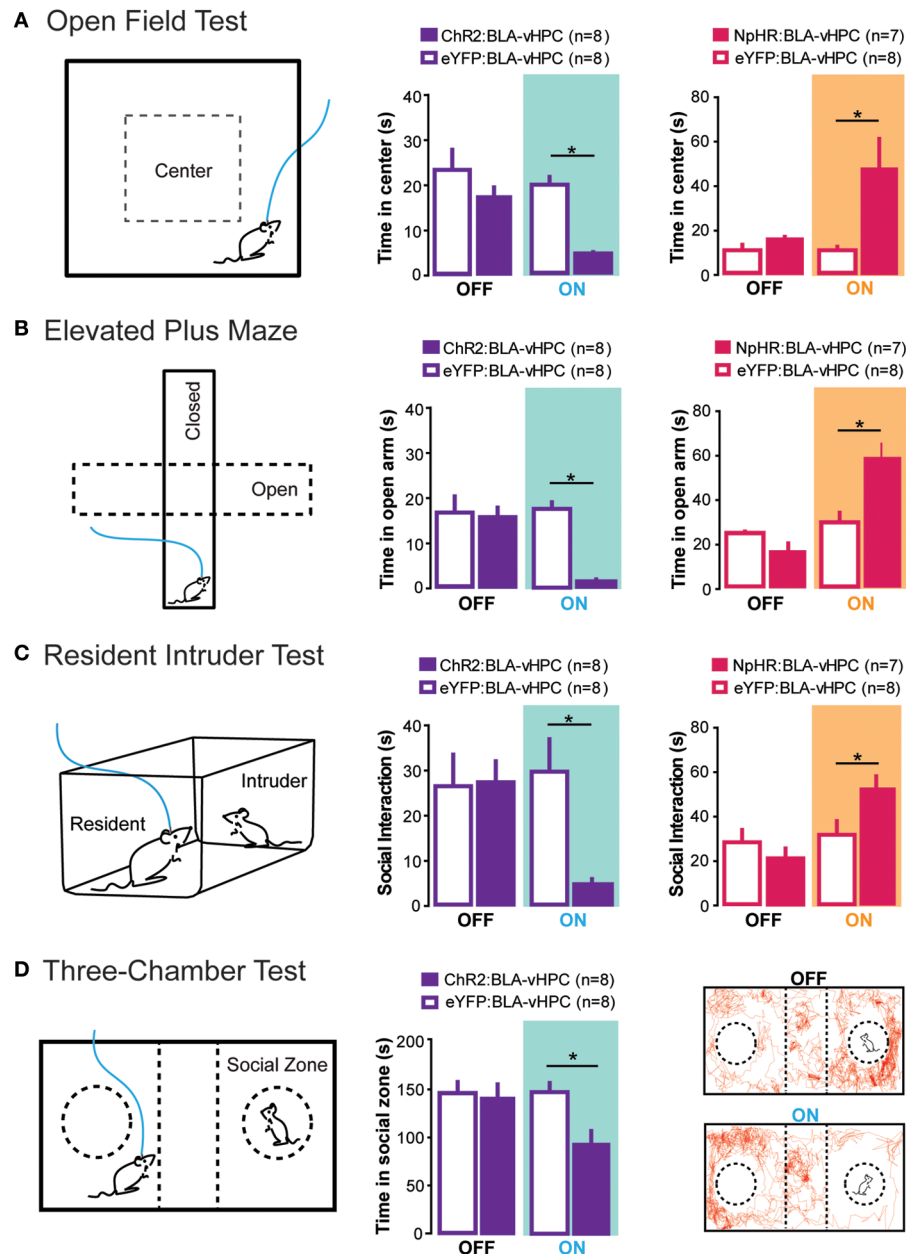 A Open Field Test
Center
ChR2:BLA-vHPC (n=8)
eYFP:BLA-vHPC (n=8)
Time in center (s)
40
30
20
10
0
OFF
ON
*
NpHR:BLA-vHPC (n=7)
eYFP:BLA-vHPC (n=8)
Time in center (s)
80
60
40
20
0
OFF
ON
*
B Elevated Plus Maze
Closed
Open
ChR2:BLA-vHPC (n=8)
eYFP:BLA-vHPC (n=8)
Time in open arm (s)
40
30
20
10
0
OFF
ON
*
NpHR:BLA-vHPC (n=7)
eYFP:BLA-vHPC (n=8)
Time in open arm (s)
80
60
40
20
0
OFF
ON
*
C Resident Intruder Test
Intruder
Resident
ChR2:BLA-vHPC (n=8)
eYFP:BLA-vHPC (n=8)
Social Interaction (s)
40
30
20
10
0
OFF
ON
*
NpHR:BLA-vHPC (n=7)
eYFP:BLA-vHPC (n=8)
Social Interaction (s)
80
60
40
20
0
OFF
ON
*
D Three-Chamber Test
Social Zone
ChR2:BLA-vHPC (n=8)
eYFP:BLA-vHPC (n=8)
Time in social zone (s)
200
150
100
50
0
OFF
ON
*
OFF
ON